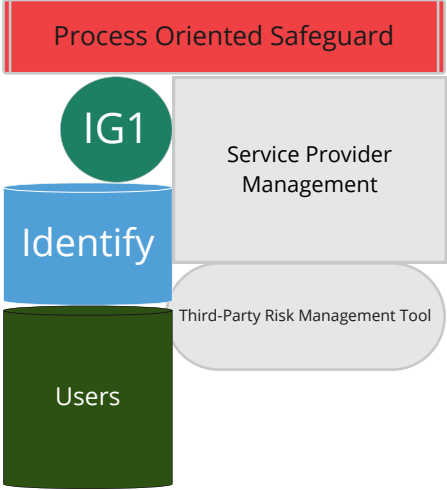 Process Oriented Safeguard
IG1
Service Provider
Management
Identify
Third-Party Risk Management Tool
Users